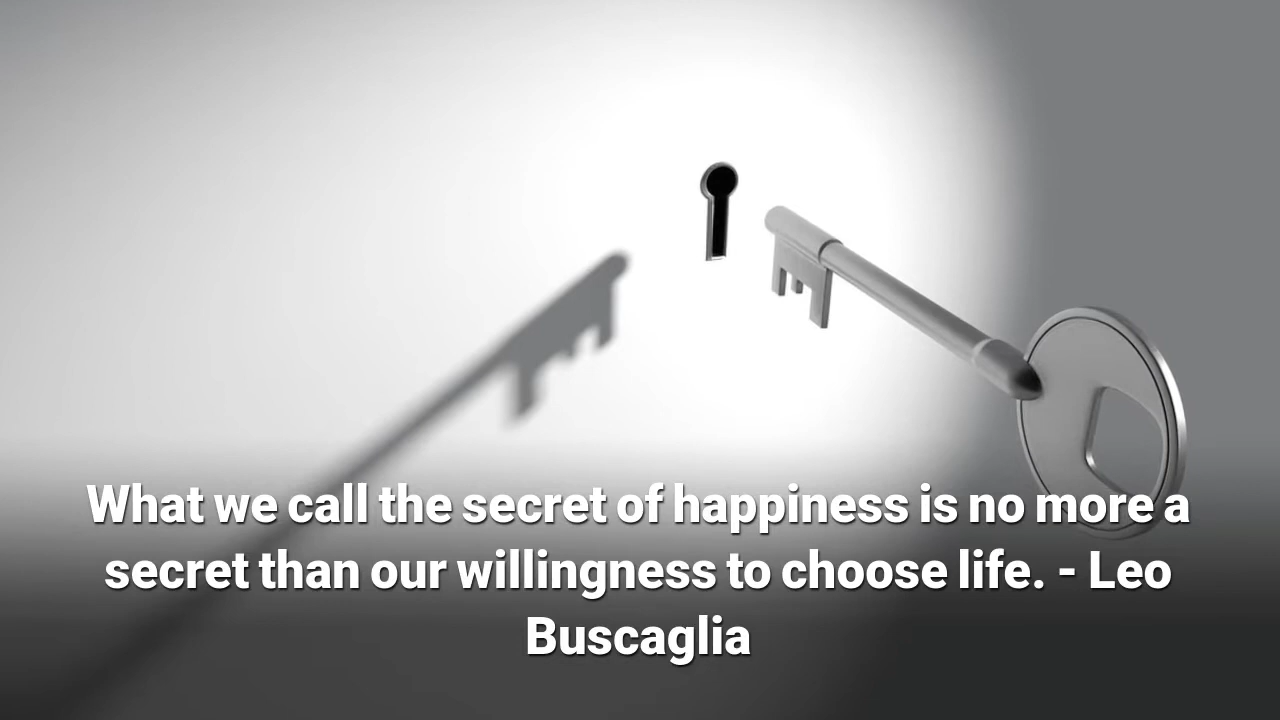 What we call the secret of happiness is no more a
secret than our willingness to choose life. - Leo
Buscaglia